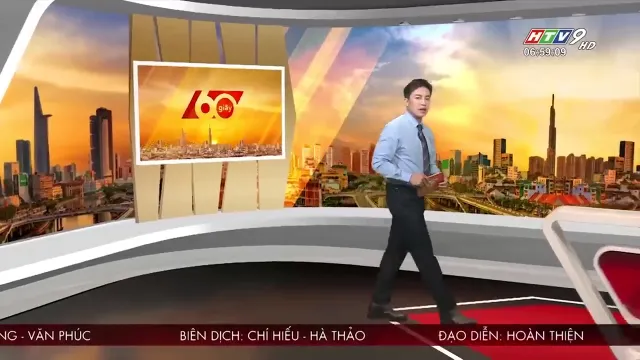 HTV9 HD
06:59:09
60
giây
NG - VĂN PHÚC BIÊN DỊCH: CHÍ HIẾU - HÀ THẢO ĐẠO DIỄN: HOÀN THIỆN